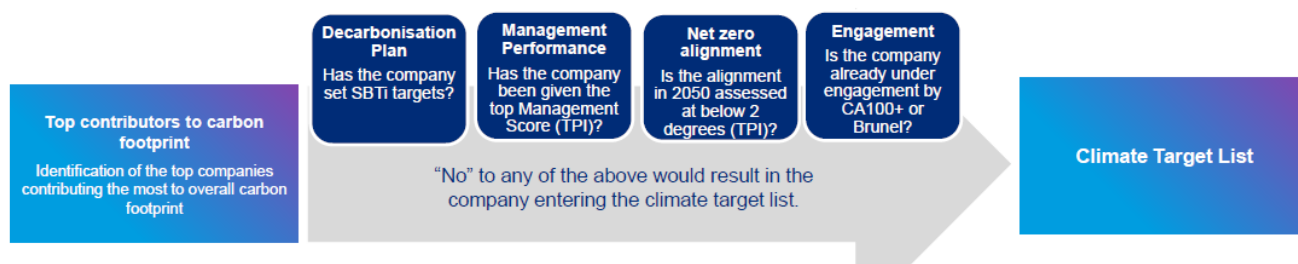 Top contributors to carbon
footprint
Identification of the top companies
contributing the most to overall carbon
footprint
Decarbonisation
Plan
Has the company
set SBTi targets?
Management
Performance
Has the company
been given the
top Management
Score (TPI)?
Net zero
alignment
Is the alignment
in 2050 assessed
at below 2
degrees (TPI)?
Engagement
Is the company
already under
engagement by
CA100+ or
Brunel?
“No” to any of the above would result in the
company entering the climate target list.
Climate Target List